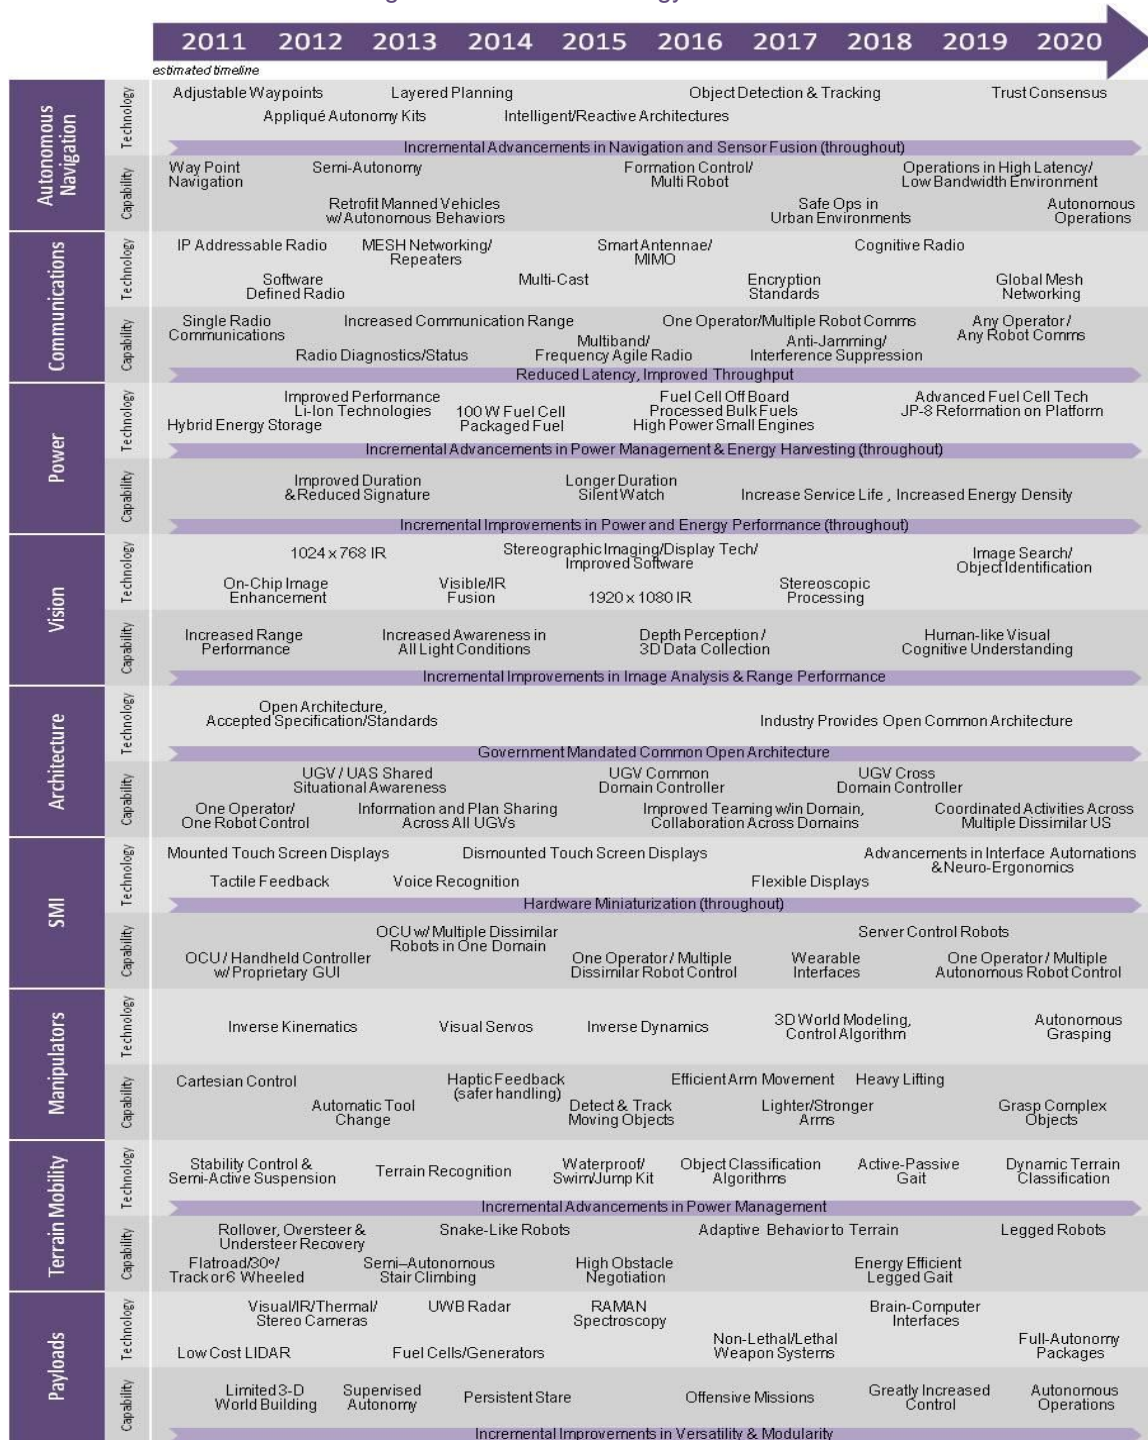 2011 2012 2013 2014 2015 2016 2017 2018 2019 2020
estimated timeline
Autonomous
Navigation
Technology
Adjustable Waypoints Layered Planning Object Detection & Tracking Trust Consensus
Appliqué Autonomy Kits Intelligent/Reactive Architectures
Incremental Advancements in Navigation and Sensor Fusion (throughout)
Capability
Way Point Semi-Autonomy Formation Control/ Operations in High Latency/
Navigation Multi Robot Low Bandwidth Environment
Retrofit Manned Vehicles Safe Ops in Autonomous
w/Autonomous Behaviors Urban Environments Operations
Communications
Technology
IP Addressable Radio MESH Networking/ Smart Antennae/ Cognitive Radio
Repeaters MIMO
Software Multi-Cast Encryption Global Mesh
Defined Radio Standards Networking
Capability
Single Radio Increased Communication Range One Operator/Multiple Robot Comms Any Operator/
Communications Any Robot Comms
Radio Diagnostics/Status Multiband/ Anti-Jamming/
Frequency Agile Radio Interference Suppression
Reduced Latency, Improved Throughput
Power
Technology
Improved Performance Fuel Cell Off Board Advanced Fuel Cell Tech
Li-Ion Technologies 100 W Fuel Cell Processed Bulk Fuels JP-8 Reformation on Platform
Hybrid Energy Storage Packaged Fuel High Power Small Engines
Incremental Advancements in Power Management & Energy Harvesting (throughout)
Capability
Improved Duration Longer Duration
& Reduced Signature Silent Watch Increase Service Life , Increased Energy Density
Incremental Improvements in Power and Energy Performance (throughout)
Vision
Technology
1024 x 768 IR Stereographic Imaging/Display Tech/ Image Search/
Improved Software Object Identification
On-Chip Image Visible/IR Stereoscopic
Enhancement Fusion 1920 x 1080 IR Processing
Capability
Increased Range Increased Awareness in Depth Perception / Human-like Visual
Performance All Light Conditions 3D Data Collection Cognitive Understanding
Incremental Improvements in Image Analysis & Range Performance
Architecture
Technology
Open Architecture,
Accepted Specification/Standards Industry Provides Open Common Architecture
Government Mandated Common Open Architecture
Capability
UGV / UAS Shared UGV Common UGV Cross
Situational Awareness Domain Controller Domain Controller
One Operator/ Information and Plan Sharing Improved Teaming w/in Domain, Coordinated Activities Across
One Robot Control Across All UGVs Collaboration Across Domains Multiple Dissimilar US
SMI
Technology
Mounted Touch Screen Displays Dismounted Touch Screen Displays Advancements in Interface Automations
& Neuro-Ergonomics
Tactile Feedback Voice Recognition Flexible Displays
Hardware Miniaturization (throughout)
Capability
OCU w/ Multiple Dissimilar Server Control Robots
Robots in One Domain
OCU / Handheld Controller One Operator / Multiple Wearable One Operator / Multiple
w/ Proprietary GUI Dissimilar Robot Control Interfaces Autonomous Robot Control
Manipulators
Technology
Inverse Kinematics Visual Servos Inverse Dynamics 3D World Modeling, Autonomous
Control Algorithm Grasping
Capability
Cartesian Control Haptic Feedback Efficient Arm Movement Heavy Lifting
(safer handling)
Automatic Tool Detect & Track Lighter/Stronger Grasp Complex
Change Moving Objects Arms Objects
Terrain Mobility
Technology
Stability Control & Terrain Recognition Waterproof/ Object Classification Active-Passive Dynamic Terrain
Semi-Active Suspension Swim/Jump Kit Algorithms Gait Classification
Incremental Advancements in Power Management
Capability
Rollover, Oversteer & Snake-Like Robots Adaptive Behavior to Terrain Legged Robots
Understeer Recovery
Flatroad/30º/ Semi–Autonomous High Obstacle Energy Efficient
Track or 6 Wheeled Stair Climbing Negotiation Legged Gait
Payloads
Technology
Visual/IR/Thermal/ UWB Radar RAMAN Brain-Computer
Stereo Cameras Spectroscopy Interfaces
Low Cost LIDAR Fuel Cells/Generators Non-Lethal/Lethal Full-Autonomy
Weapon Systems Packages
Capability
Limited 3-D Supervised Persistent Stare Offensive Missions Greatly Increased Autonomous
World Building Autonomy Control Operations
Incremental Improvements in Versatility & Modularity